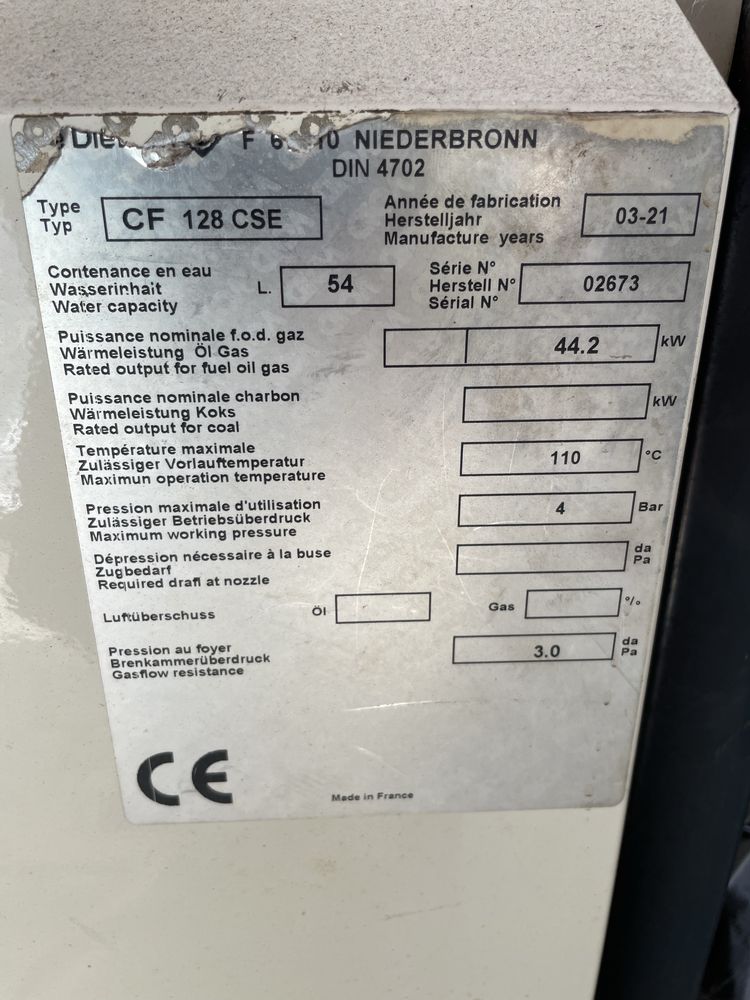 F 6 10 NIEDERBRONN
DIN 4702
Type
Typ
CF 128 CSE
Année de fabrication
Herstelljahr
Manufacture years
03-21
Contenance en eau
Wasserinhait
Water capacity
L.
54
Série N°
Herstell N°
Sérial N°
02673
Puissance nominale f.o.d. gaz
Wärmeleistung Öl Gas
Rated output for fuel oil gas
44.2
kW
Puissance nominale charbon
Wärmeleistung Koks
Rated output for coal
kW
Température maximale
Zulässiger Vorlauftemperatur
Maximun operation temperature
110
°C
Pression maximale d'utilisation
Zulässiger Betriebsüberdruck
Maximum working pressure
4
Bar
Dépression nécessaire à la buse
Zugbedarf
Required drafl at nozzle
da
Pa
Luftüberschuss
Öl
Gas
%
Pression au foyer
Brenkammerüberdruck
Gasflow resistance
3.0
da
Pa
CE
Made in France